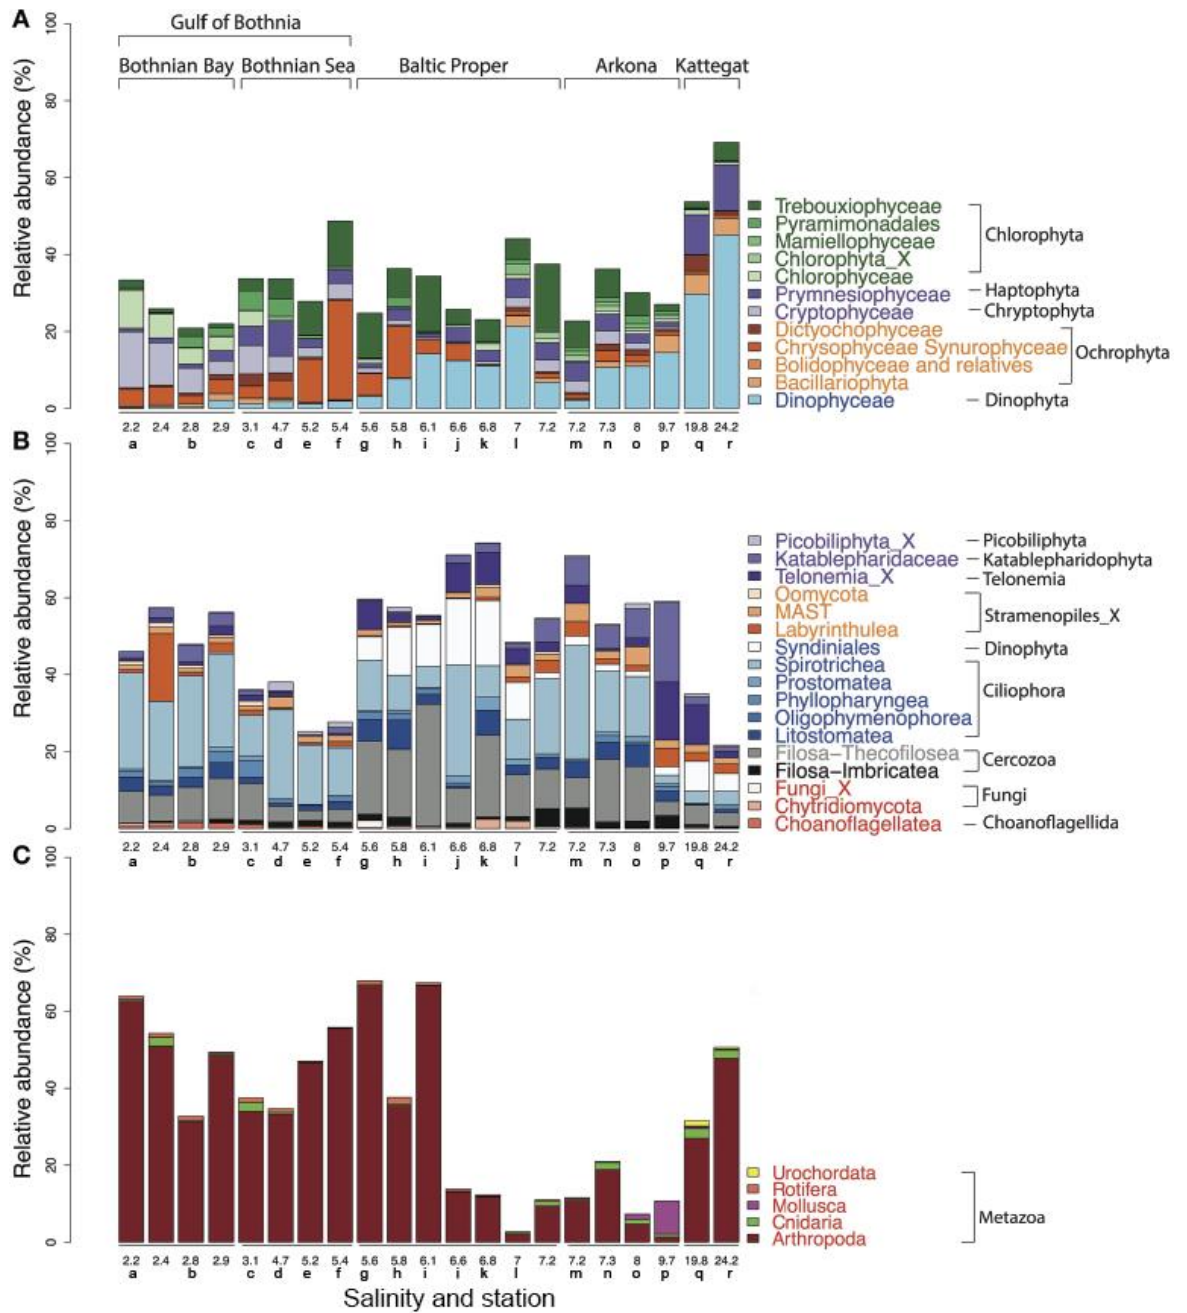 A
Gulf of Bothnia
Bothnian Bay Bothnian Sea Baltic Proper Arkona Kattegat
Relative abundance (%)
100
80
60
40
20
0
Trebouxiophyceae
Pyramimonadales
Mamiellophyceae
Chlorophyta_X
Chlorophyceae
Chlorophyta
Prymnesiophyceae
Haptophyta
Cryptophyceae
Chryptophyta
Dictyochophyceae
Chrysophyceae Synurophyceae
Bolidophyceae and relatives
Bacillariophyta
Ochrophyta
Dinophyceae
Dinophyta
2.2 2.4 2.8 2.9 3.1 4.7 5.2 5.4 5.6 5.8 6.1 6.6 6.8 7 7.2 7.2 7.3 8 9.7 19.8 24.2
a b c d e f g h i j k l m n o p q r
B
Relative abundance (%)
100
80
60
40
20
0
Picobiliphyta_X
Picobiliphyta
Katablepharidaceae
Katablepharidophyta
Telonemia_X
Telonemia
Oomycota
MAST
Labyrinthulea
Stramenopiles_X
Syndiniales
Dinophyta
Spirotrichea
Prostomatea
Phyllopharyngea
Oligophymenophorea
Litostomatea
Ciliophora
Filosa-Thecofilosea
Filosa-Imbricatea
Cercozoa
Fungi_X
Chytridiomycota
Fungi
Choanoflagellatea
Choanoflagellida
2.2 2.4 2.8 2.9 3.1 4.7 5.2 5.4 5.6 5.8 6.1 6.6 6.8 7 7.2 7.2 7.3 8 9.7 19.8 24.2
a b c d e f g h i j k l m n o p q r
C
Relative abundance (%)
100
80
60
40
20
0
Urochordata
Rotifera
Mollusca
Cnidaria
Arthropoda
Metazoa
2.2 2.4 2.8 2.9 3.1 4.7 5.2 5.4 5.6 5.8 6.1 6.6 6.8 7 7.2 7.2 7.3 8 9.7 19.8 24.2
a b c d e f g h i i k l m n o p q r
Salinity and station